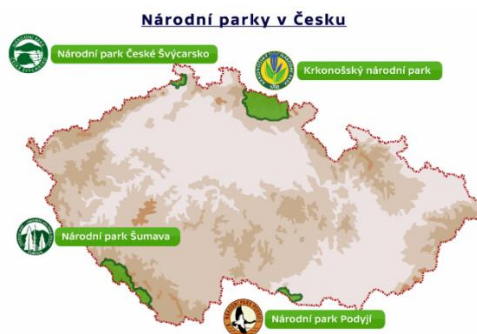 Národní parky v Česku
Národní park České Švýcarsko
Krkonošský národní park
Národní park Šumava
Národní park Podyjí